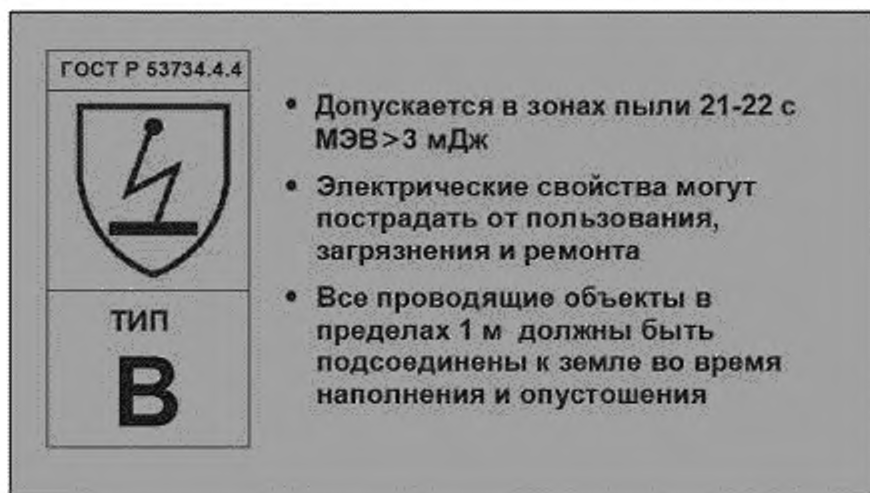 ГОСТ Р 53734.4.4
ТИП
В
• Допускается в зонах пыли 21-22 с
МЭВ>3 мДж
• Электрические свойства могут
пострадать от пользования,
загрязнения и ремонта
• Все проводящие объекты в
пределах 1 м должны быть
подсоединены к земле во время
наполнения и опустошения